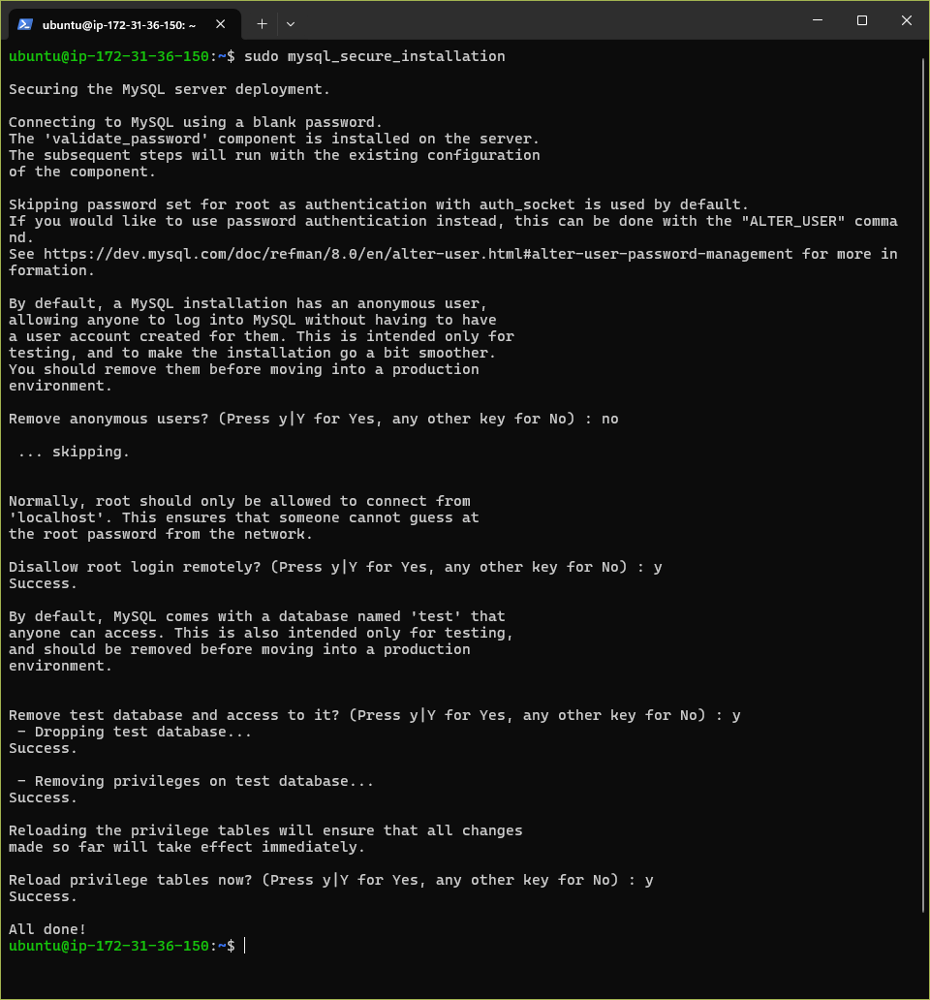 ubuntu@ip-172-31-36-150: ~
ubuntu@ip-172-31-36-150:~$ sudo mysql_secure_installation
Securing the MySQL server deployment.
Connecting to MySQL using a blank password.
The 'validate_password' component is installed on the server.
The subsequent steps will run with the existing configuration
of the component.
Skipping password set for root as authentication with auth_socket is used by default.
If you would like to use password authentication instead, this can be done with the "ALTER_USER" comma
nd.
See https://dev.mysql.com/doc/refman/8.0/en/alter-user.html#alter-user-password-management for more in
formation.
By default, a MySQL installation has an anonymous user,
allowing anyone to log into MySQL without having to have
a user account created for them. This is intended only for
testing, and to make the installation go a bit smoother.
You should remove them before moving into a production
environment.
Remove anonymous users? (Press y|Y for Yes, any other key for No) : no
 ... skipping.
Normally, root should only be allowed to connect from
'localhost'. This ensures that someone cannot guess at
the root password from the network.
Disallow root login remotely? (Press y|Y for Yes, any other key for No) : y
Success.
By default, MySQL comes with a database named 'test' that
anyone can access. This is also intended only for testing,
and should be removed before moving into a production
environment.
Remove test database and access to it? (Press y|Y for Yes, any other key for No) : y
 - Dropping test database...
Success.
 - Removing privileges on test database...
Success.
Reloading the privilege tables will ensure that all changes
made so far will take effect immediately.
Reload privilege tables now? (Press y|Y for Yes, any other key for No) : y
Success.
All done!
ubuntu@ip-172-31-36-150:~$